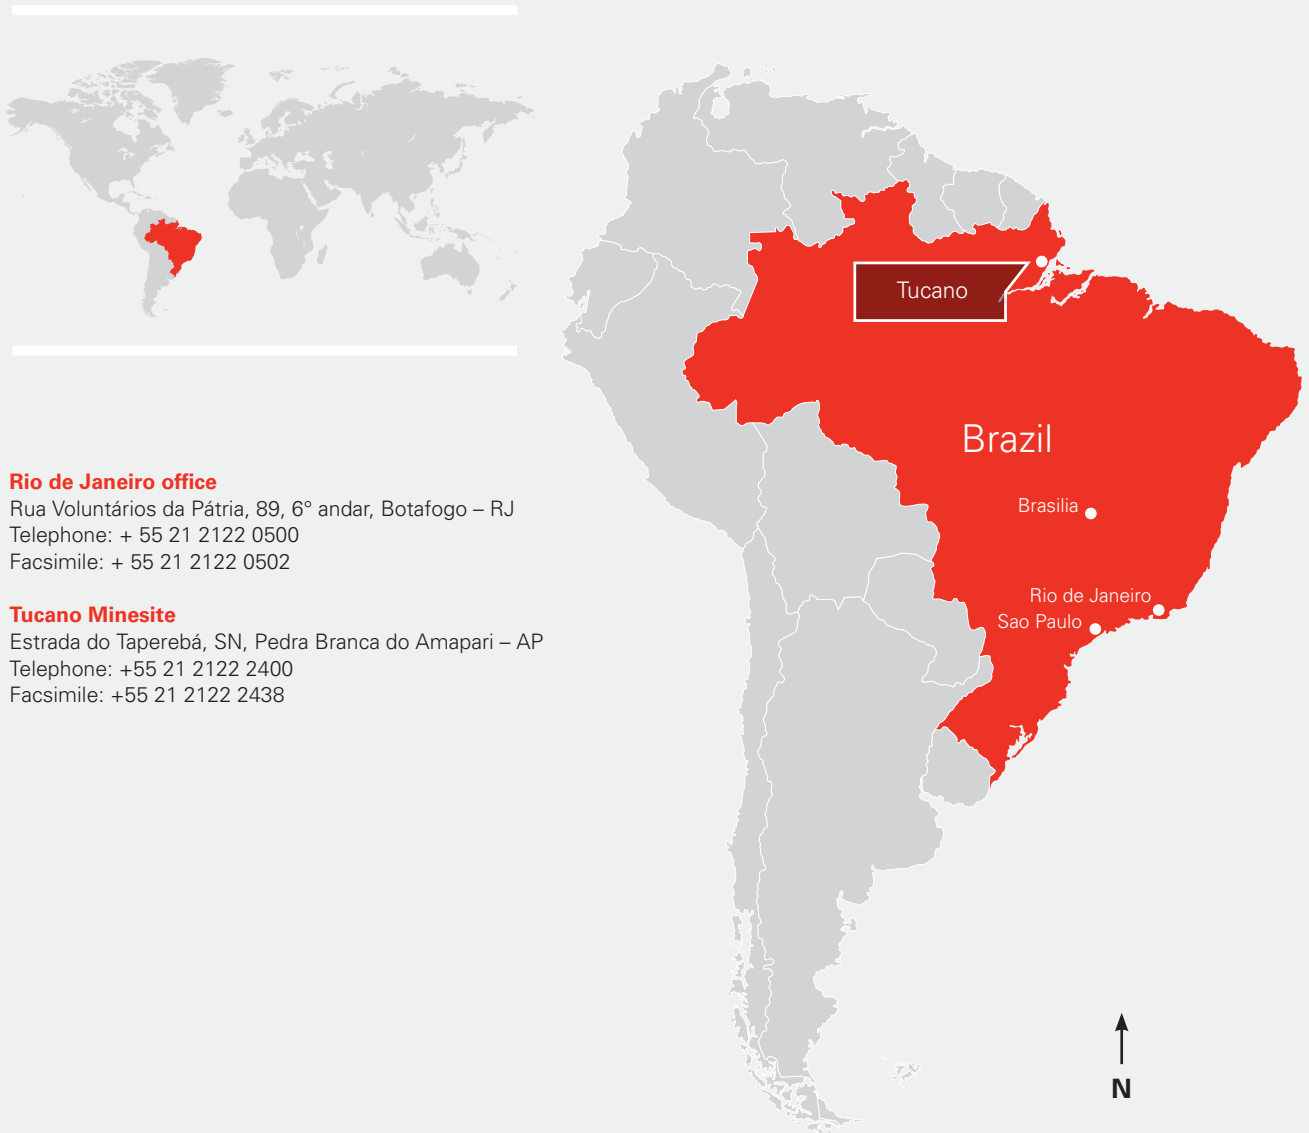 Rio de Janeiro office
Rua Voluntários da Pátria, 89, 6º andar, Botafogo – RJ
Telephone: + 55 21 2122 0500
Facsimile: + 55 21 2122 0502
Tucano Minesite
Estrada do Taperebá, SN, Pedra Branca do Amapari – AP
Telephone: +55 21 2122 2400
Facsimile: +55 21 2122 2438
Tucano
Brazil
Brasilia
Rio de Janeiro
Sao Paulo
N